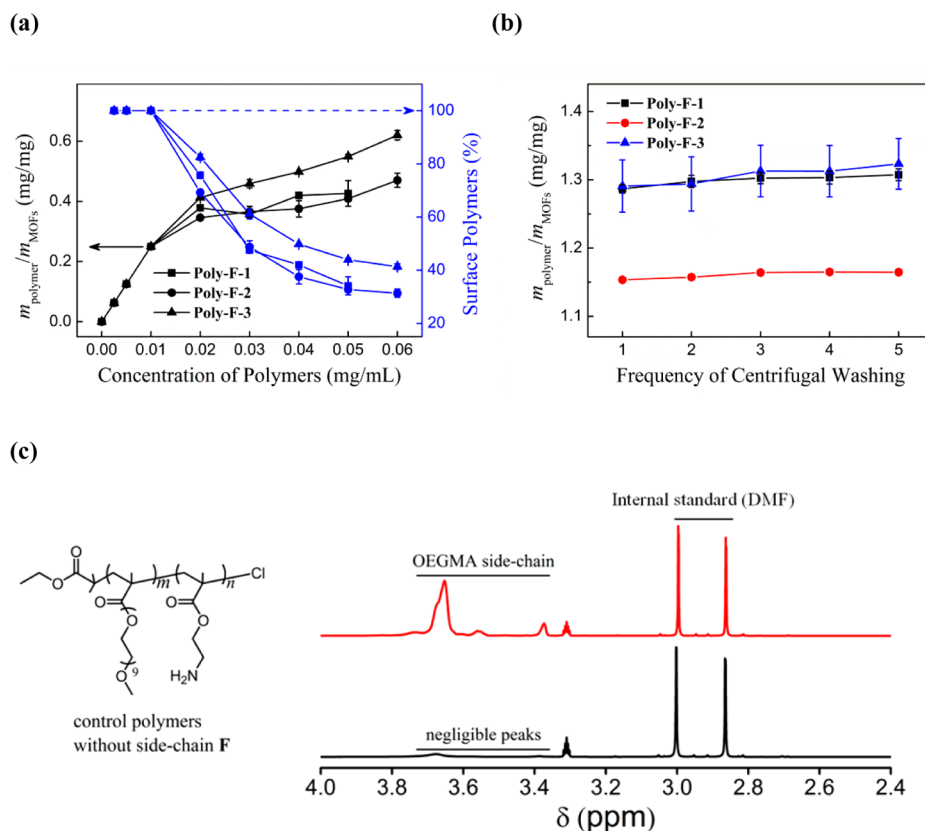 (a)
m polymer/m MOFs (mg/mg)
0.6
0.4
0.2
0.0
100
80
60
40
20
Surface Polymers (%)
Poly-F-1
Poly-F-2
Poly-F-3
0.00 0.01 0.02 0.03 0.04 0.05 0.06
Concentration of Polymers (mg/mL)
(b)
m polymer/m MOFs (mg/mg)
1.4
1.3
1.2
1.1
Poly-F-1
Poly-F-2
Poly-F-3
1 2 3 4 5
Frequency of Centrifugal Washing
(c)
O
O
m
n
Cl
O
O
O
O
9
O
H₂N
control polymers
without side-chain F
Internal standard (DMF)
OEGMA side-chain
negligible peaks
4.0 3.8 3.6 3.4 3.2 3.0 2.8 2.6 2.4
δ (ppm)